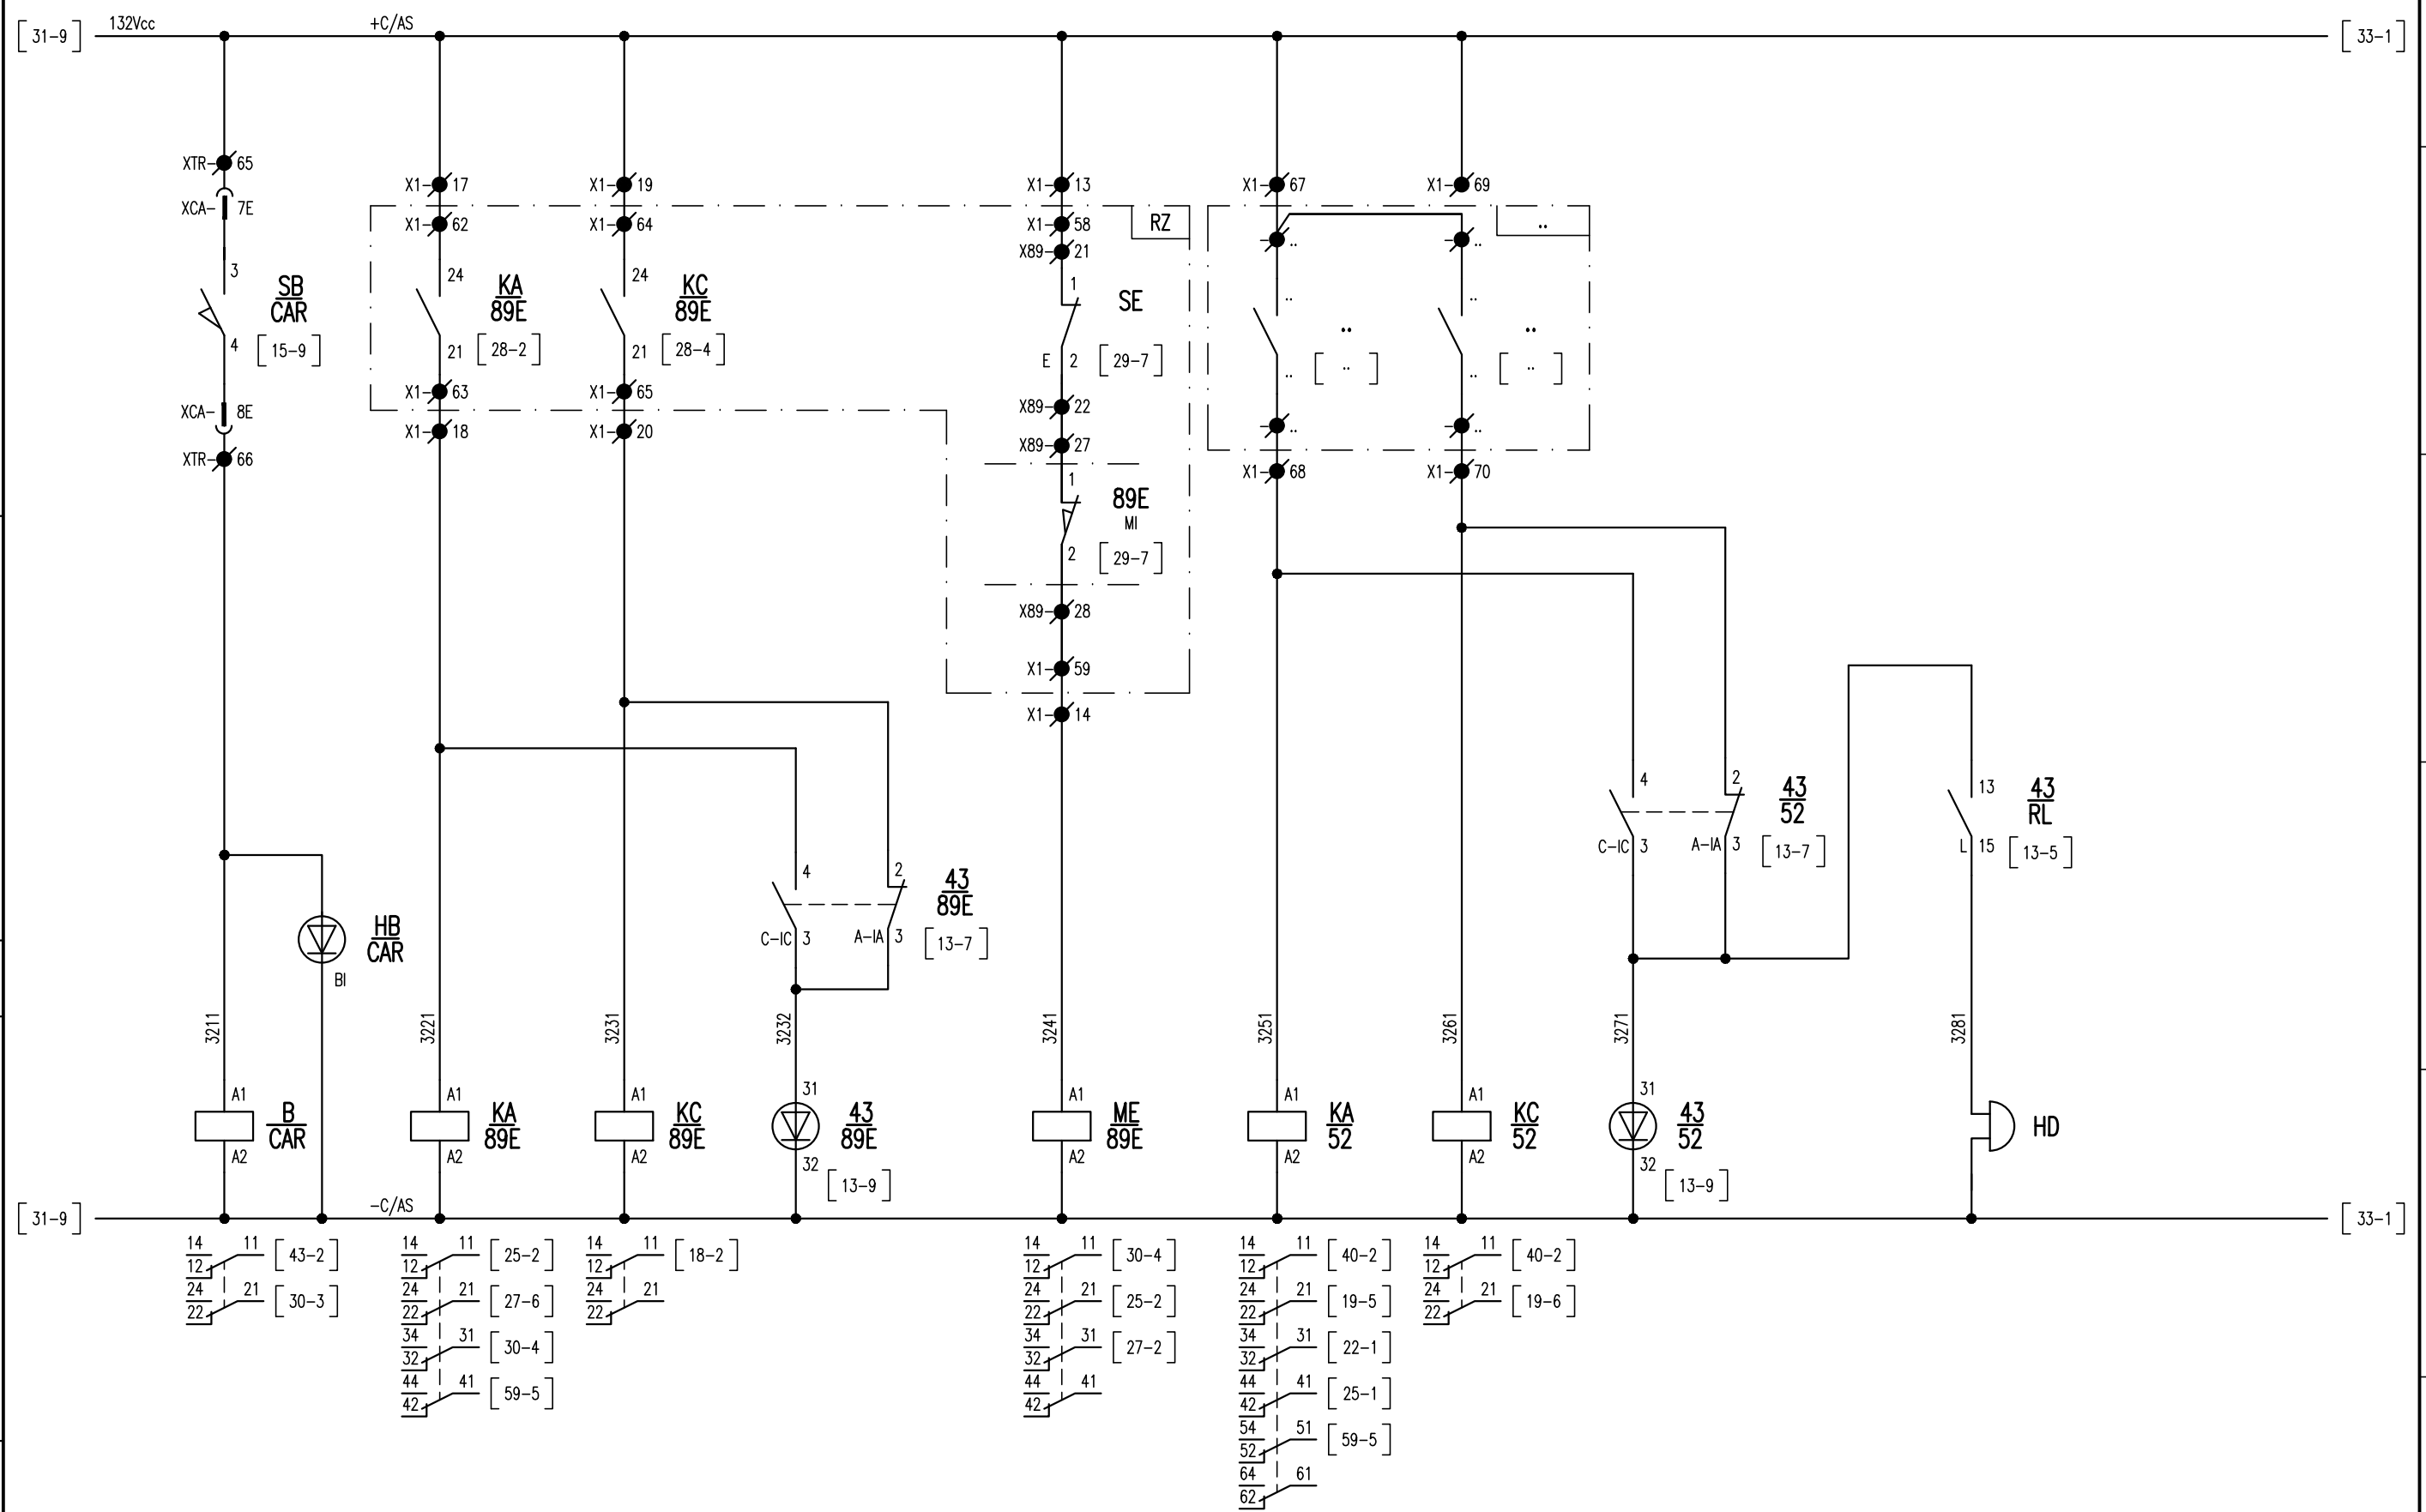 132Vcc
+C/AS
31-9
33-1
XTR-
65
XCA-
7E
3
SB
CAR
4
15-9
XCA-
8E
XTR-
66
HB
CAR
BI
3211
A1
B
CAR
A2
X1-
17
X1-
62
24
KA
89E
21
28-2
X1-
63
X1-
18
3221
A1
KA
89E
A2
X1-
19
X1-
64
24
KC
89E
21
28-4
X1-
65
X1-
20
3231
A1
KC
89E
A2
4
2
43
89E
C-IC
3
A-IA
3
13-7
3232
31
43
89E
32
13-9
X1-
13
X1-
58
RZ
X89-
21
1
SE
E
2
29-7
X89-
22
X89-
27
1
89E
MI
2
29-7
X89-
28
X1-
59
X1-
14
3241
A1
ME
89E
A2
X1-
67
-
..
..
..
..
..
-
..
X1-
68
3251
A1
KA
52
A2
X1-
69
..
-
..
..
..
..
..
-
..
X1-
70
3261
A1
KC
52
A2
4
2
43
52
C-IC
3
A-IA
3
13-7
3271
31
43
52
32
13-9
13
43
RL
L
15
13-5
3281
HD
-C/AS
31-9
33-1
14
11
43-2
12
24
21
30-3
22
14
11
25-2
12
24
21
27-6
22
34
31
30-4
32
44
41
59-5
42
14
11
18-2
12
24
21
22
14
11
30-4
12
24
21
25-2
22
34
31
27-2
32
44
41
42
14
11
40-2
12
24
21
19-5
22
34
31
22-1
32
44
41
25-1
42
54
51
59-5
52
64
61
62
14
11
40-2
12
24
21
19-6
22